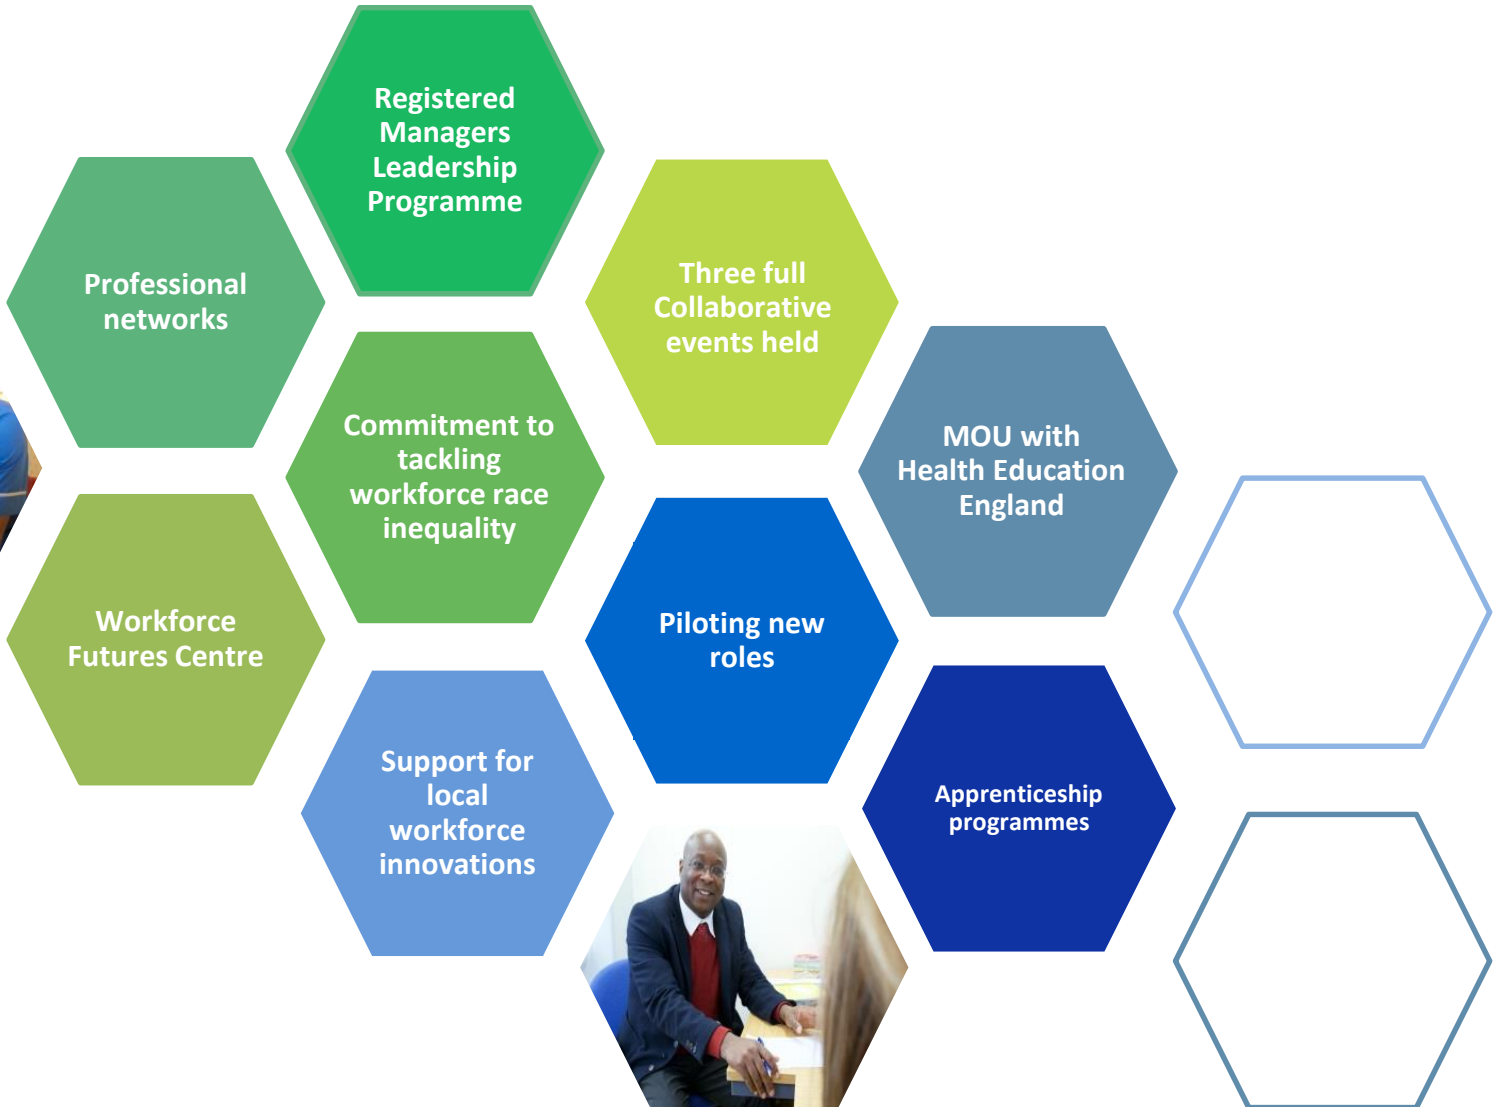 Registered
Managers
Leadership
Programme
Professional
networks
Three full
Collaborative
events held
Commitment to
tackling
workforce race
inequality
MOU with
Health Education
England
Workforce
Futures Centre
Piloting new
roles
Support for
local
workforce
innovations
Apprenticeship
programmes